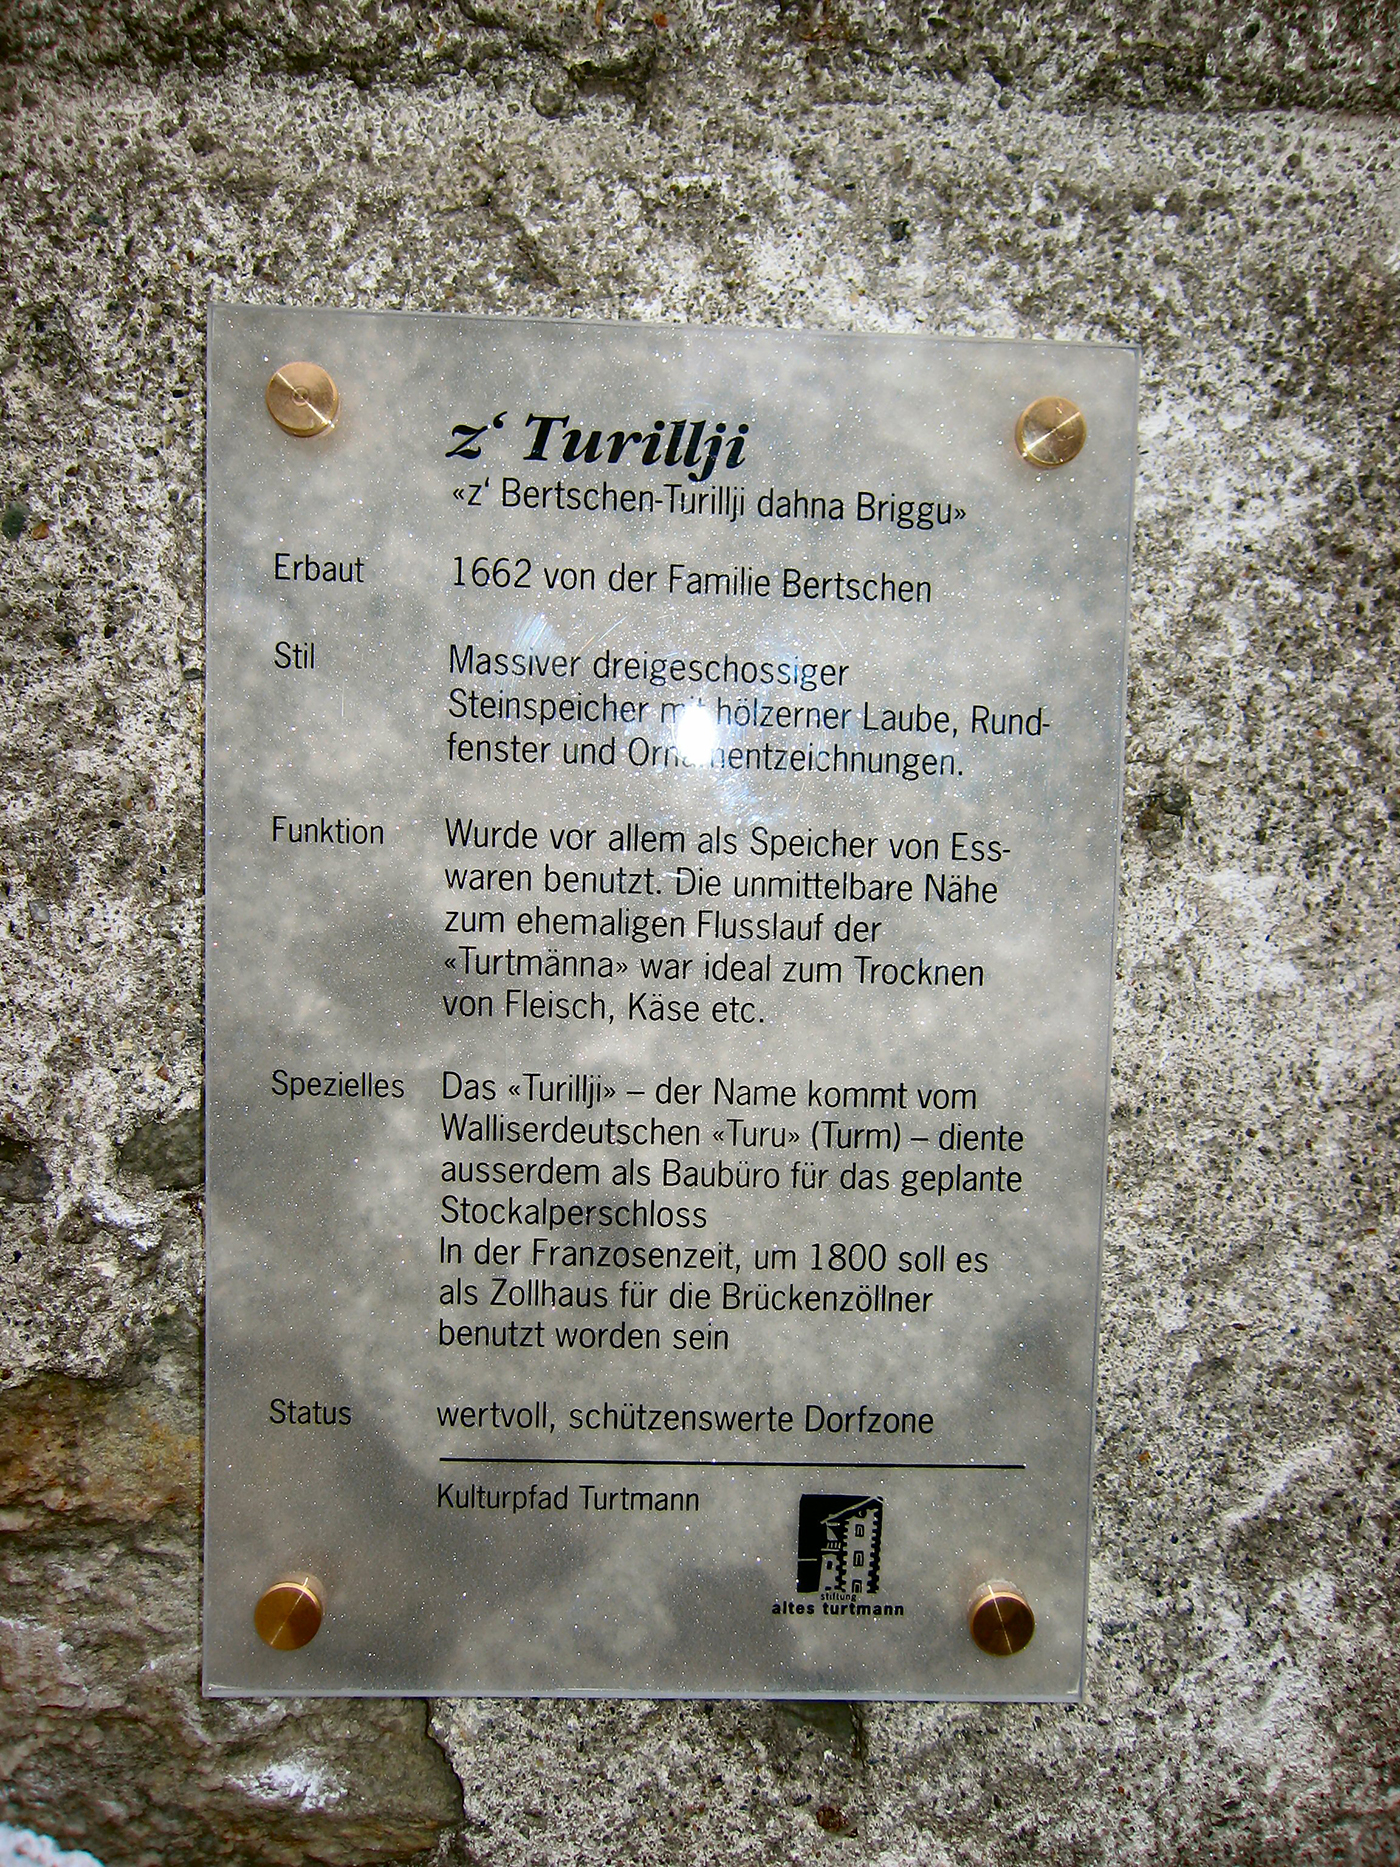 z‘ Turillji
«z‘ Bertschen-Turillji dahna Briggu»
Erbaut 1662 von der Familie Bertschen
Stil Massiver dreigeschossiger
Steinspeicher mit hölzerner Laube, Rund-
fenster und Ornamentzeichnungen.
Funktion Wurde vor allem als Speicher von Ess-
waren benutzt. Die unmittelbare Nähe
zum ehemaligen Flusslauf der
«Turtmänna» war ideal zum Trocknen
von Fleisch, Käse etc.
Spezielles Das «Turillji» – der Name kommt vom
Walliserdeutschen «Turu» (Turm) – diente
ausserdem als Baubüro für das geplante
Stockalperschloss
In der Franzosenzeit, um 1800 soll es
als Zollhaus für die Brückenzöllner
benutzt worden sein
Status wertvoll, schützenswerte Dorfzone
Kulturpfad Turtmann
stiftung
altes turtmann